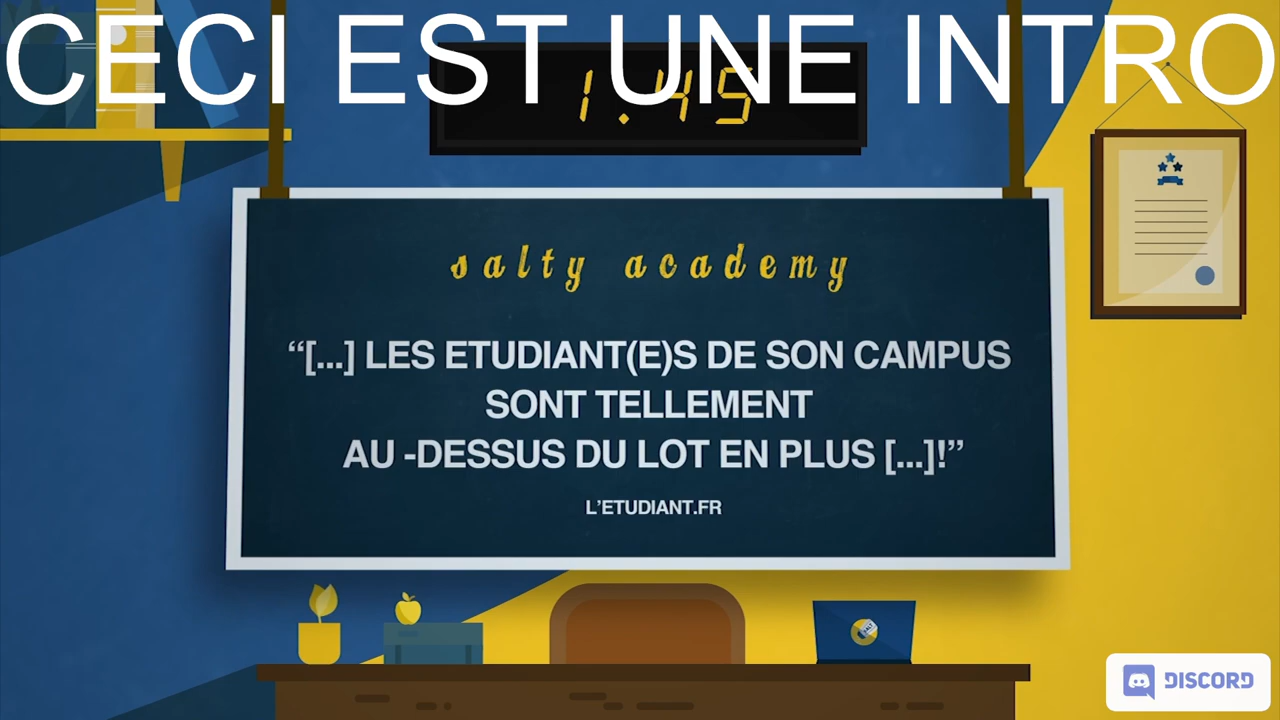 CECI EST UNE INTRO
1.45
salty academy
“[...] LES ETUDIANT(E)S DE SON CAMPUS
SONT TELLEMENT
AU -DESSUS DU LOT EN PLUS [...]!”
L’ETUDIANT.FR
DISCORD